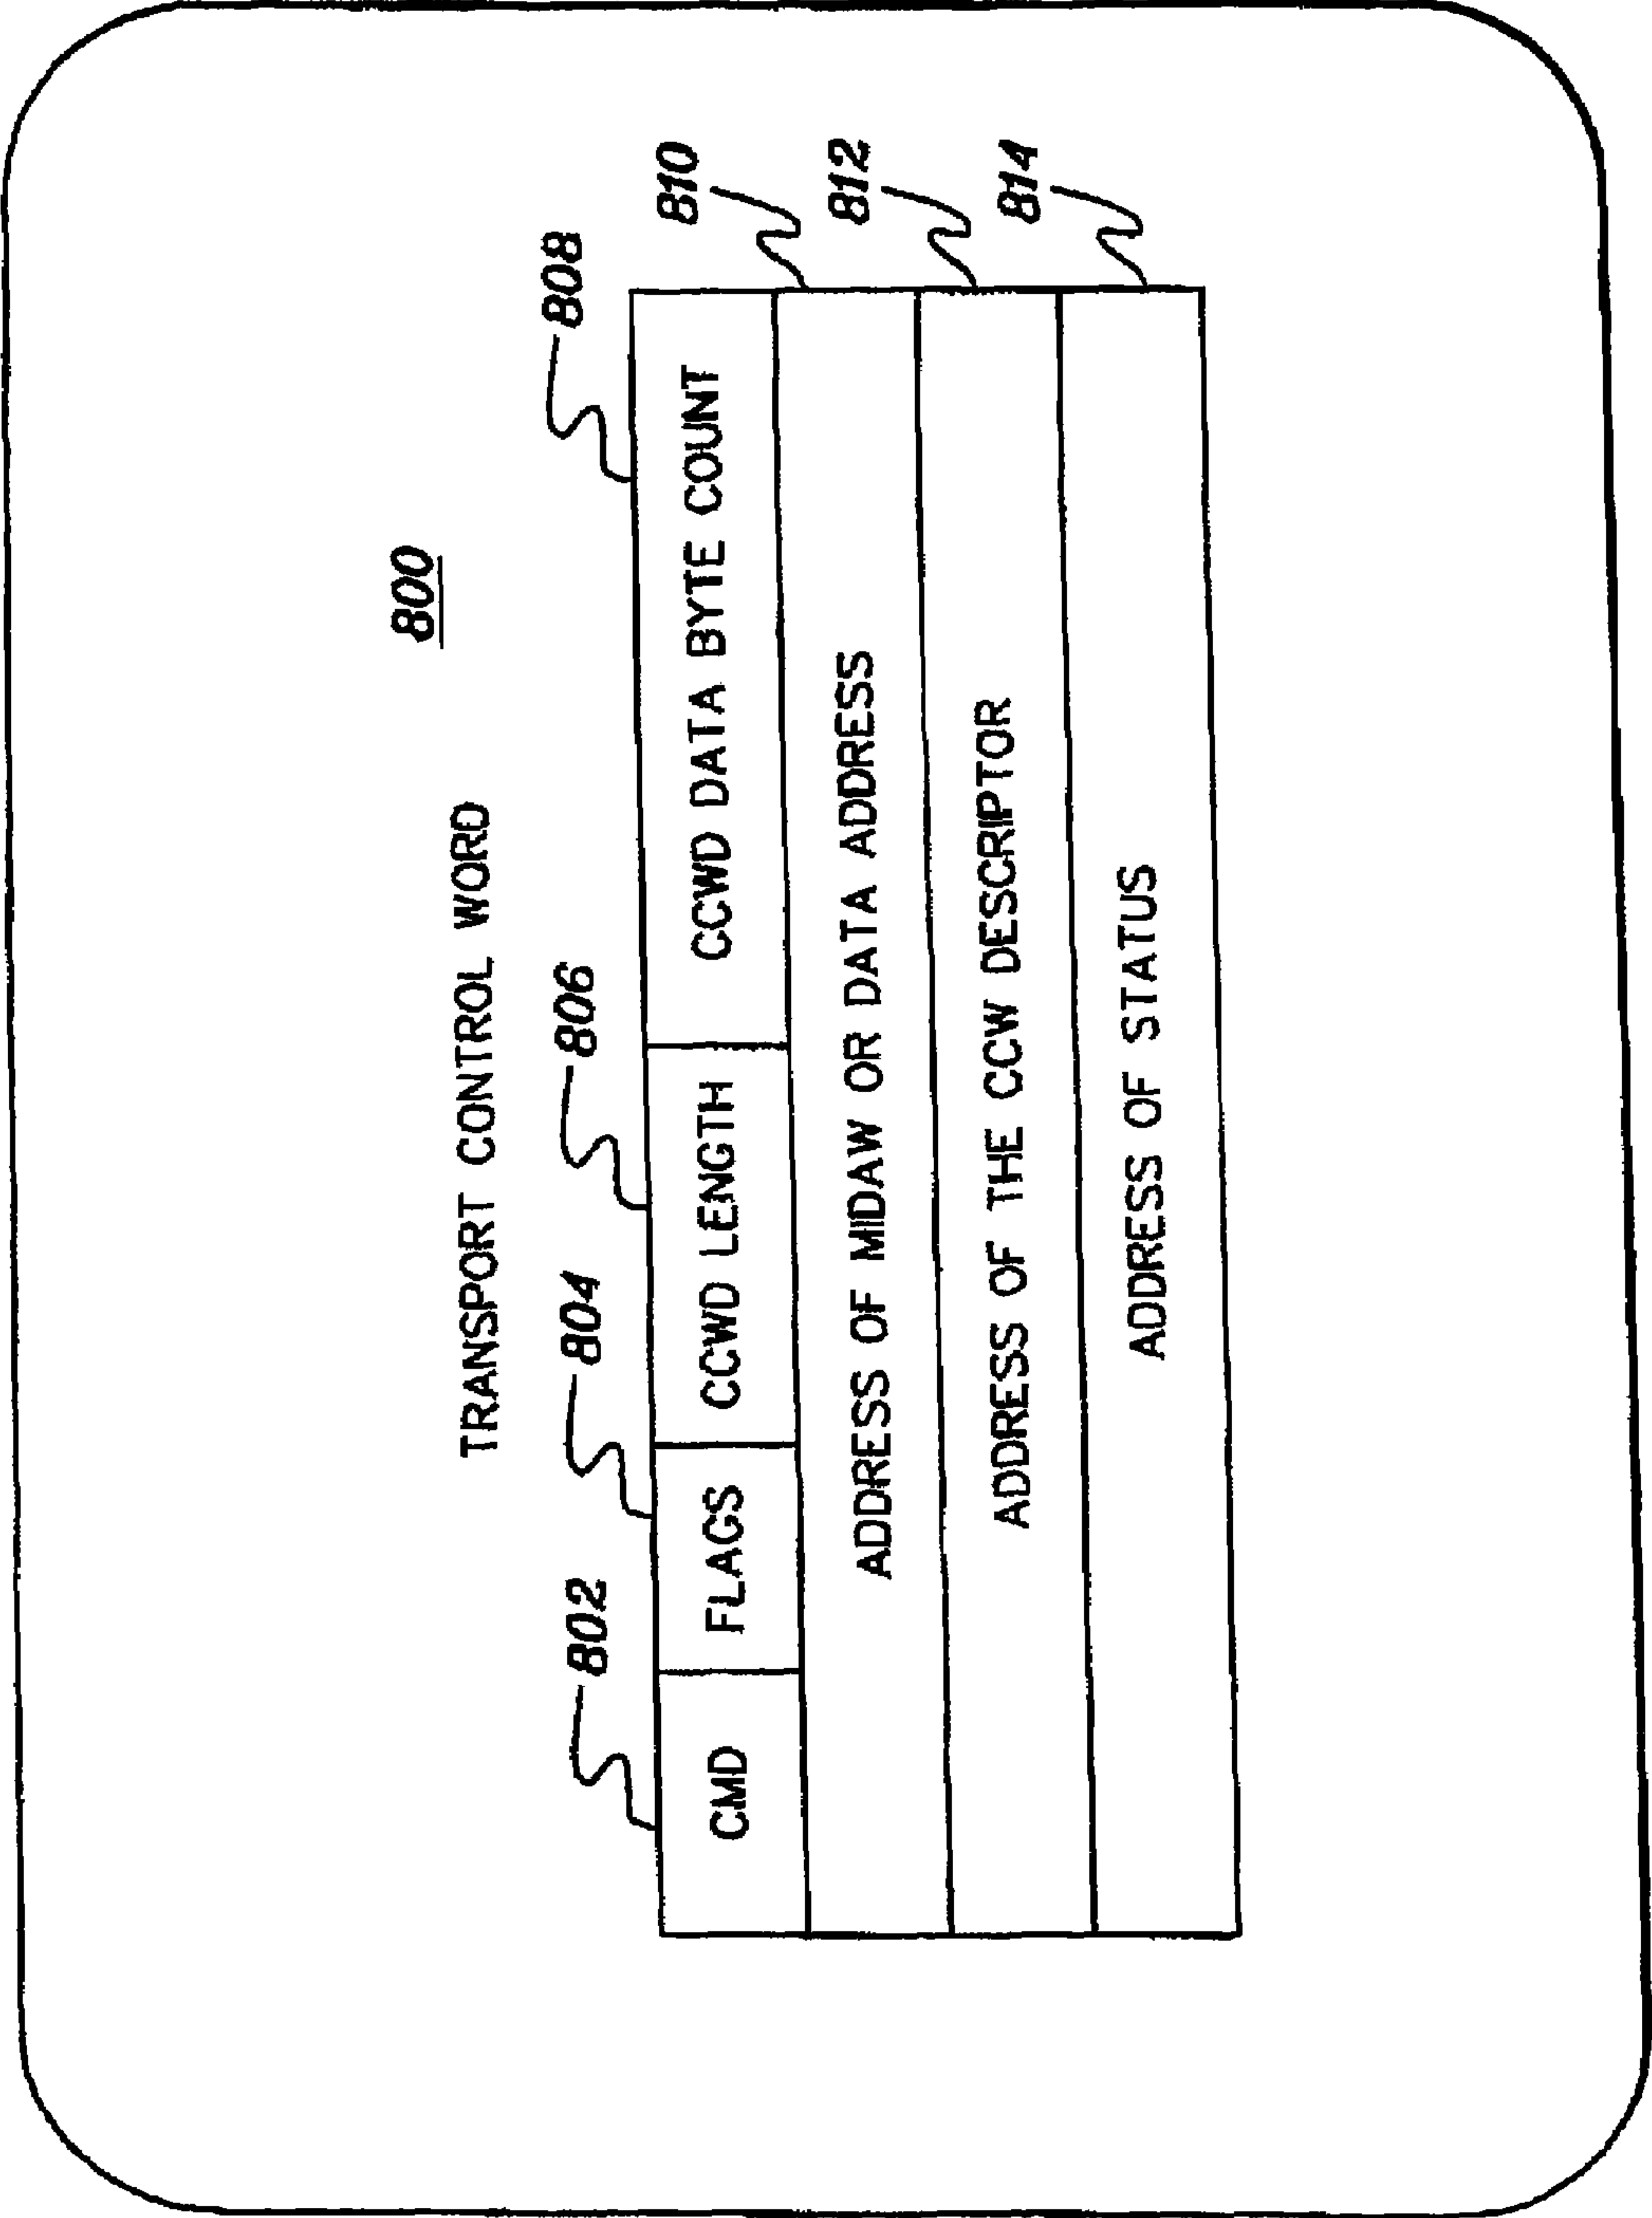 800
TRANSPORT CONTROL WORD
802 804 806 808
CMD FLAGS CCWD LENGTH CCWD DATA BYTE COUNT
810
ADDRESS OF MIDAW OR DATA ADDRESS
812
ADDRESS OF THE CCW DESCRIPTOR
814
ADDRESS OF STATUS